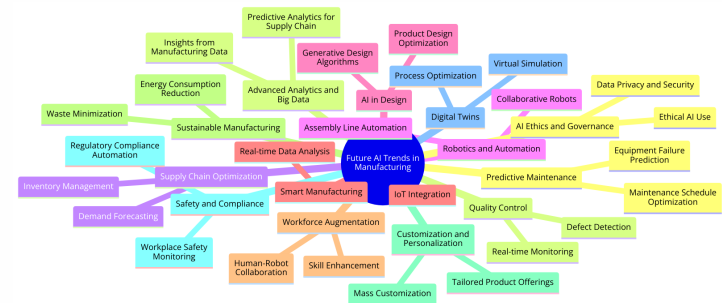 Predictive Analytics for
Supply Chain
Insights from
Manufacturing Data
Energy Consumption
Reduction
Advanced Analytics and
Big Data
Waste Minimization
Sustainable Manufacturing
Generative Design
Algorithms
Product Design
Optimization
AI in Design
Process Optimization
Virtual Simulation
Digital Twins
Collaborative Robots
Assembly Line Automation
Robotics and Automation
Data Privacy and Security
Ethical AI Use
AI Ethics and Governance
Equipment Failure
Prediction
Predictive Maintenance
Maintenance Schedule
Optimization
Future AI Trends in
Manufacturing
Regulatory Compliance
Automation
Real-time Data Analysis
Supply Chain Optimization
Inventory Management
Demand Forecasting
Smart Manufacturing
IoT Integration
Safety and Compliance
Workplace Safety
Monitoring
Workforce Augmentation
Human-Robot
Collaboration
Skill Enhancement
Customization and
Personalization
Mass Customization
Tailored Product Offerings
Quality Control
Defect Detection
Real-time Monitoring